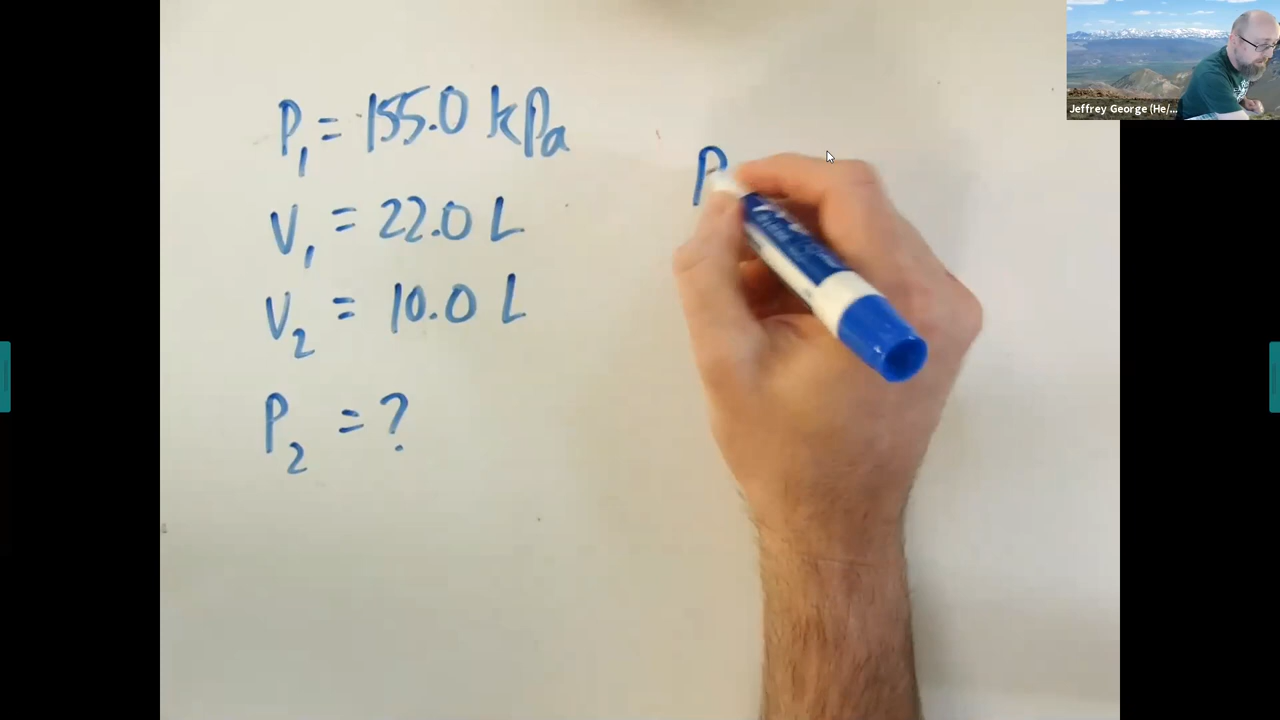 P₁ = 155.0 kPa
V₁ = 22.0 L
V₂ = 10.0 L
P₂ = ?
P
Jeffrey George (He/...